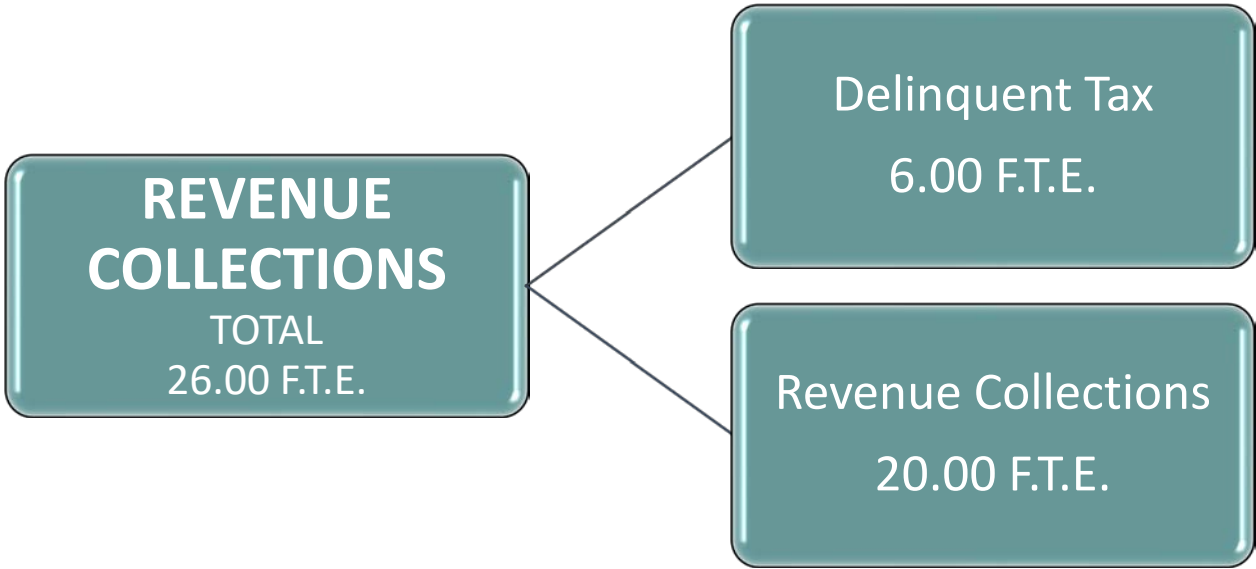 REVENUE
COLLECTIONS
TOTAL
26.00 F.T.E.
Delinquent Tax
6.00 F.T.E.
Revenue Collections
20.00 F.T.E.